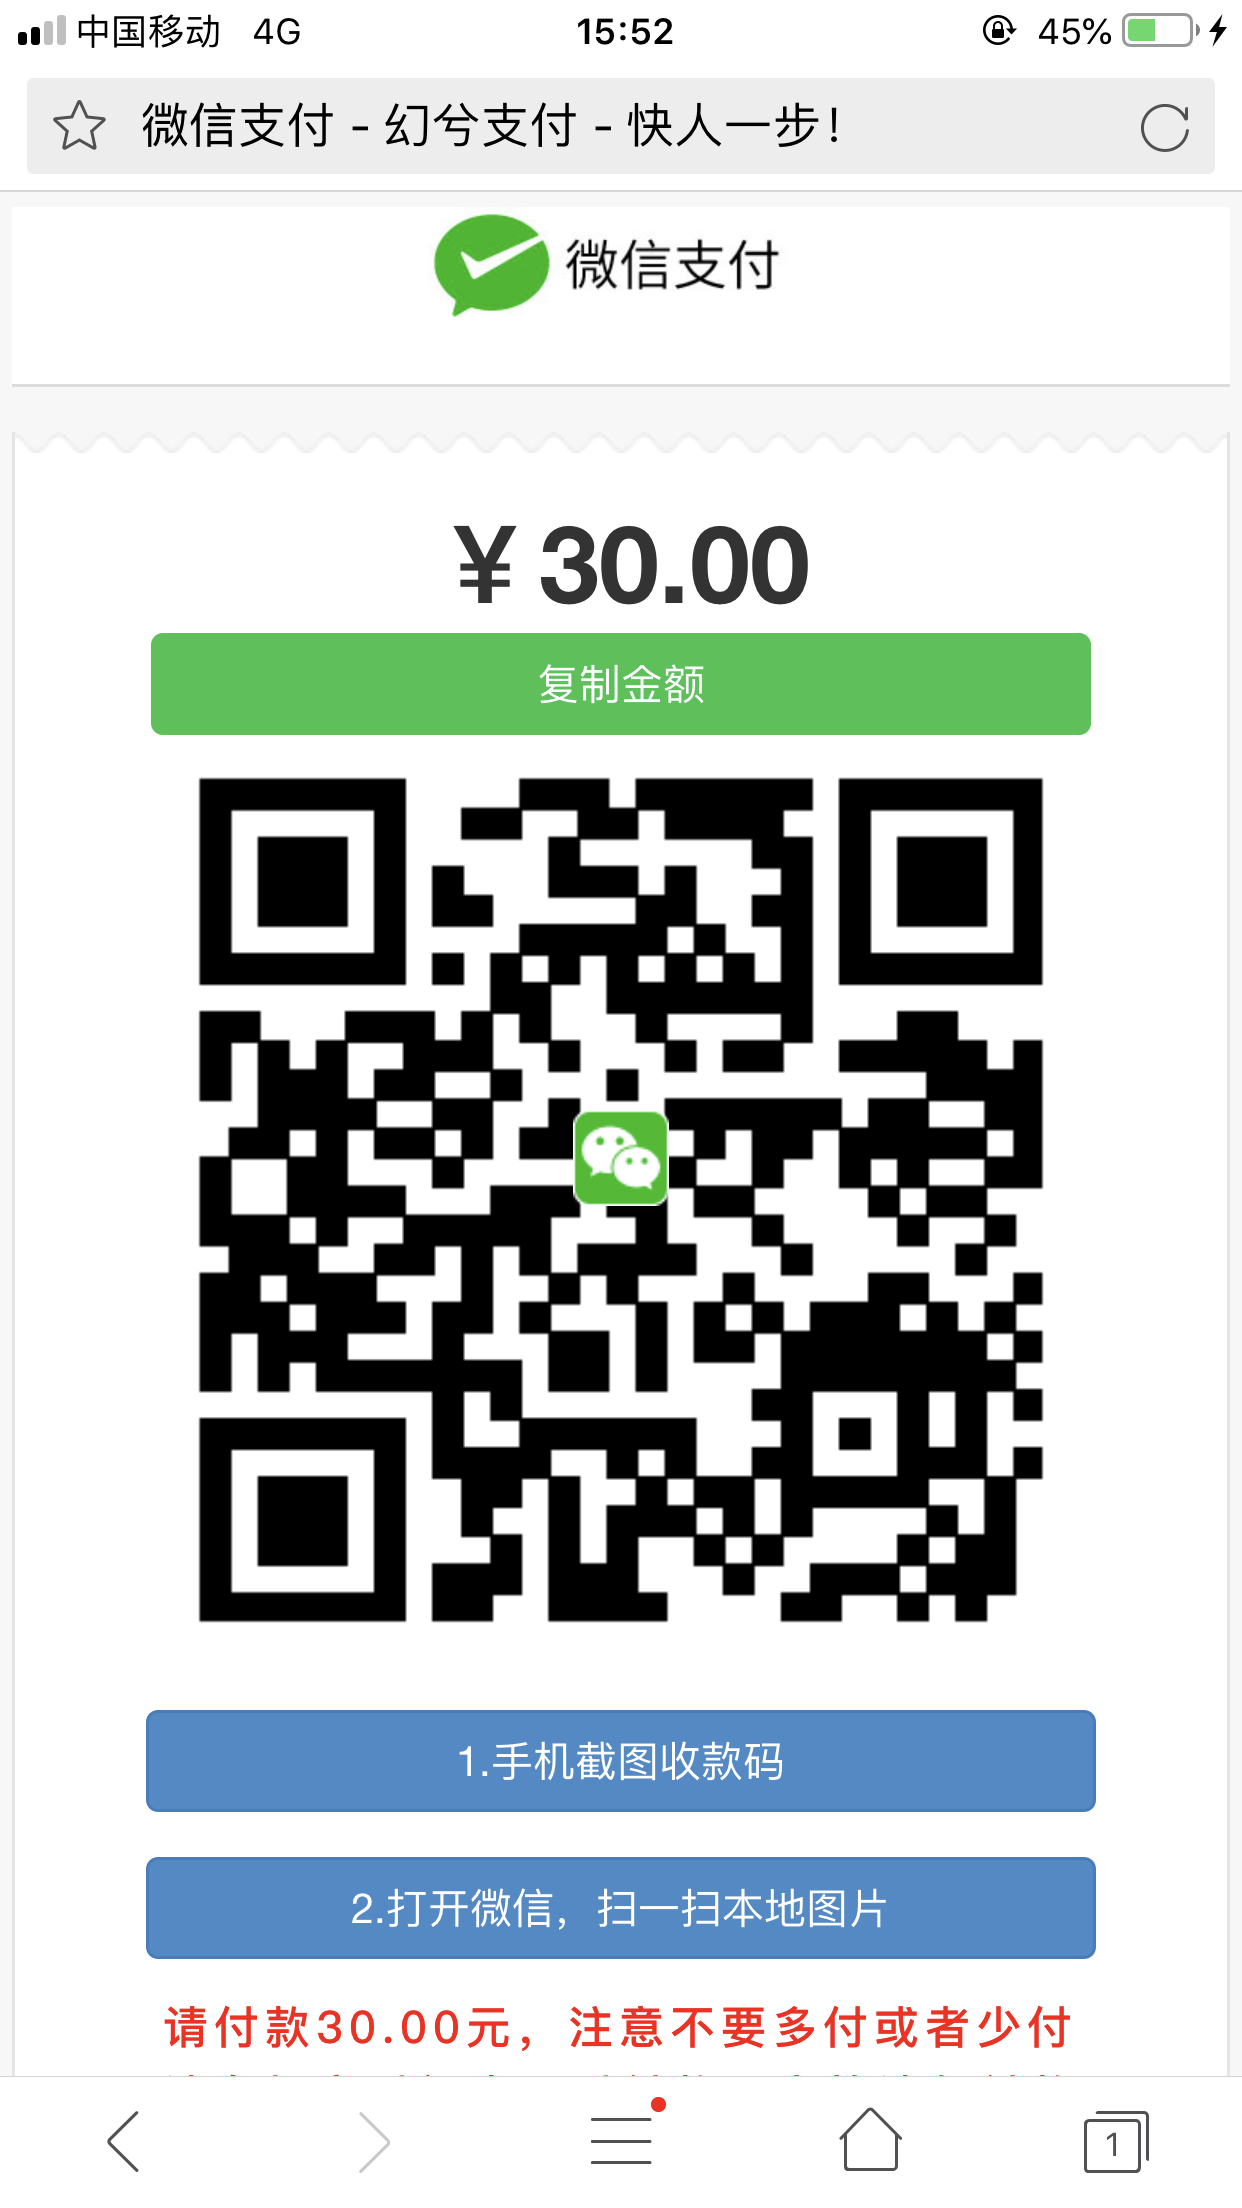 中国移动 4G 15:52 45%
微信支付 - 幻兮支付 - 快人一步！
微信支付
¥ 30.00
复制金额
1.手机截图收款码
2.打开微信，扫一扫本地图片
请付款30.00元，注意不要多付或者少付
1